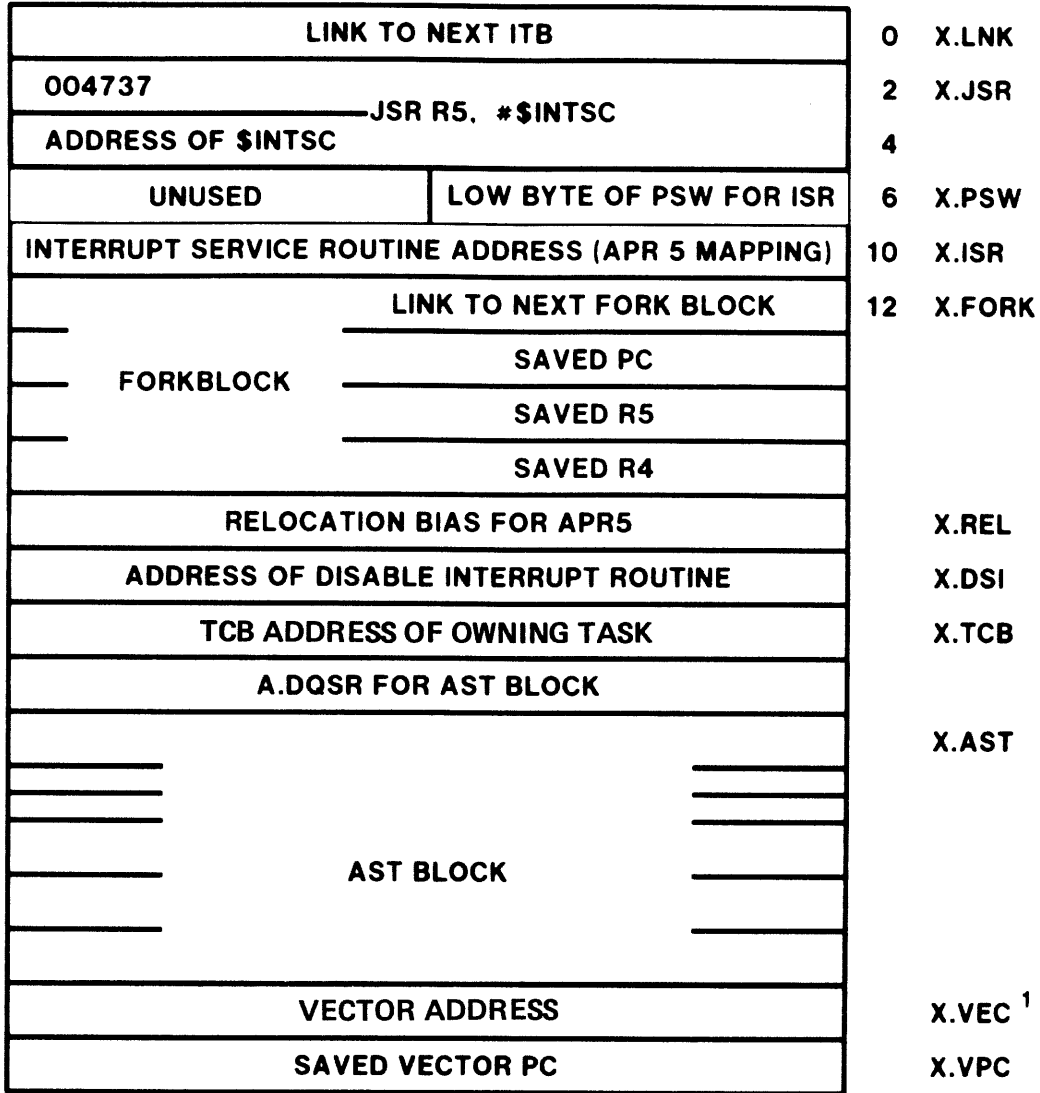 LINK TO NEXT ITB 0 X.LNK
004737 2 X.JSR
JSR R5, #$INTSC
ADDRESS OF $INTSC 4
UNUSED LOW BYTE OF PSW FOR ISR 6 X.PSW
INTERRUPT SERVICE ROUTINE ADDRESS (APR 5 MAPPING) 10 X.ISR
LINK TO NEXT FORK BLOCK 12 X.FORK
SAVED PC
FORKBLOCK
SAVED R5
SAVED R4
RELOCATION BIAS FOR APR5 X.REL
ADDRESS OF DISABLE INTERRUPT ROUTINE X.DSI
TCB ADDRESS OF OWNING TASK X.TCB
A.DQSR FOR AST BLOCK
X.AST
AST BLOCK
VECTOR ADDRESS X.VEC 1
SAVED VECTOR PC X.VPC